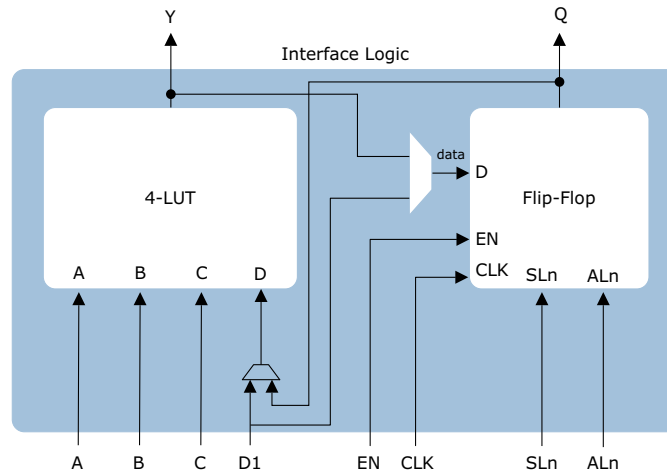 Y Q
Interface Logic
data
D
4-LUT Flip-Flop
EN
A B C D CLK SLn ALn
A B C D1 EN CLK SLn ALn